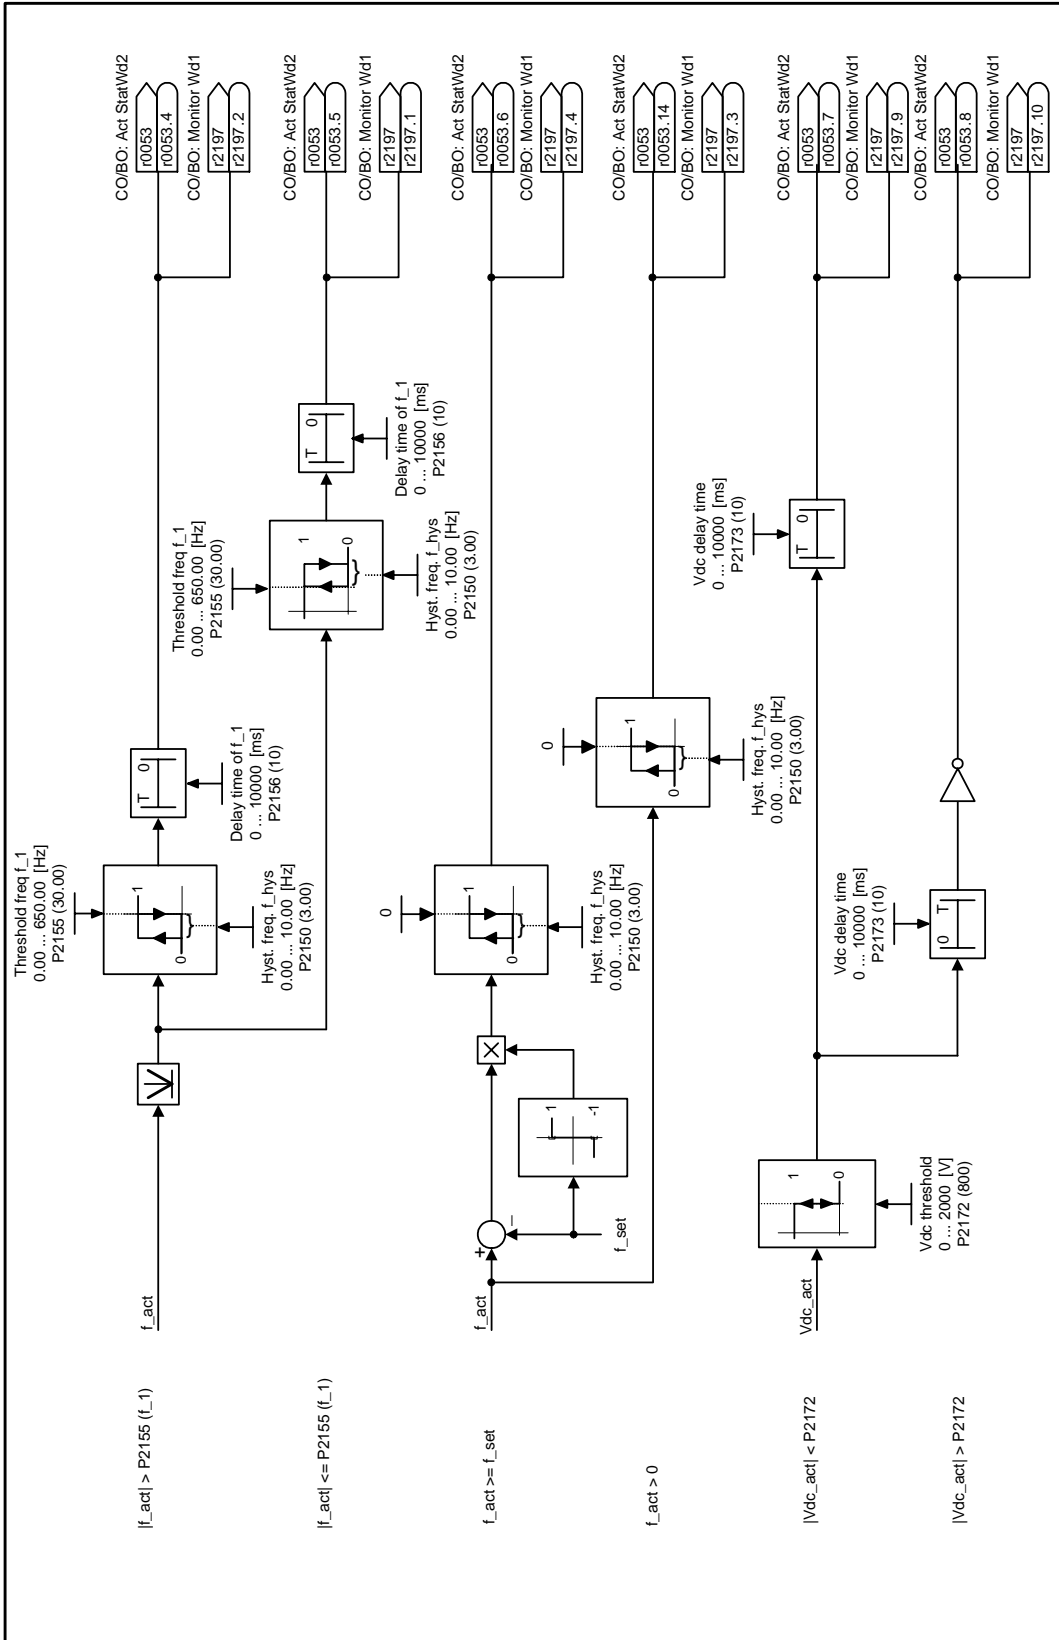 |f_act| > P2155 (f_1)
f_act
Threshold freq f_1
0.00 ... 650.00 [Hz]
P2155 (30.00)
1
0
Hyst. freq. f_hys
0.00 ... 10.00 [Hz]
P2150 (3.00)
T 0
Delay time of f_1
0 ... 10000 [ms]
P2156 (10)
CO/BO: Act StatWd2
r0053
r0053.4
CO/BO: Monitor Wd1
r2197
r2197.2
|f_act| <= P2155 (f_1)
Threshold freq f_1
0.00 ... 650.00 [Hz]
P2155 (30.00)
1
0
Hyst. freq. f_hys
0.00 ... 10.00 [Hz]
P2150 (3.00)
T 0
Delay time of f_1
0 ... 10000 [ms]
P2156 (10)
CO/BO: Act StatWd2
r0053
r0053.5
CO/BO: Monitor Wd1
r2197
r2197.1
f_act >= f_set
f_act
+
–
f_set
1
-1
0
1
0
Hyst. freq. f_hys
0.00 ... 10.00 [Hz]
P2150 (3.00)
CO/BO: Act StatWd2
r0053
r0053.6
CO/BO: Monitor Wd1
r2197
r2197.4
f_act > 0
0
1
0
Hyst. freq. f_hys
0.00 ... 10.00 [Hz]
P2150 (3.00)
CO/BO: Act StatWd2
r0053
r0053.14
CO/BO: Monitor Wd1
r2197
r2197.3
|Vdc_act| < P2172
Vdc_act
1
0
Vdc threshold
0 ... 2000 [V]
P2172 (800)
Vdc delay time
0 ... 10000 [ms]
P2173 (10)
T 0
CO/BO: Act StatWd2
r0053
r0053.7
CO/BO: Monitor Wd1
r2197
r2197.9
|Vdc_act| > P2172
Vdc delay time
0 ... 10000 [ms]
P2173 (10)
0 T
CO/BO: Act StatWd2
r0053
r0053.8
CO/BO: Monitor Wd1
r2197
r2197.10